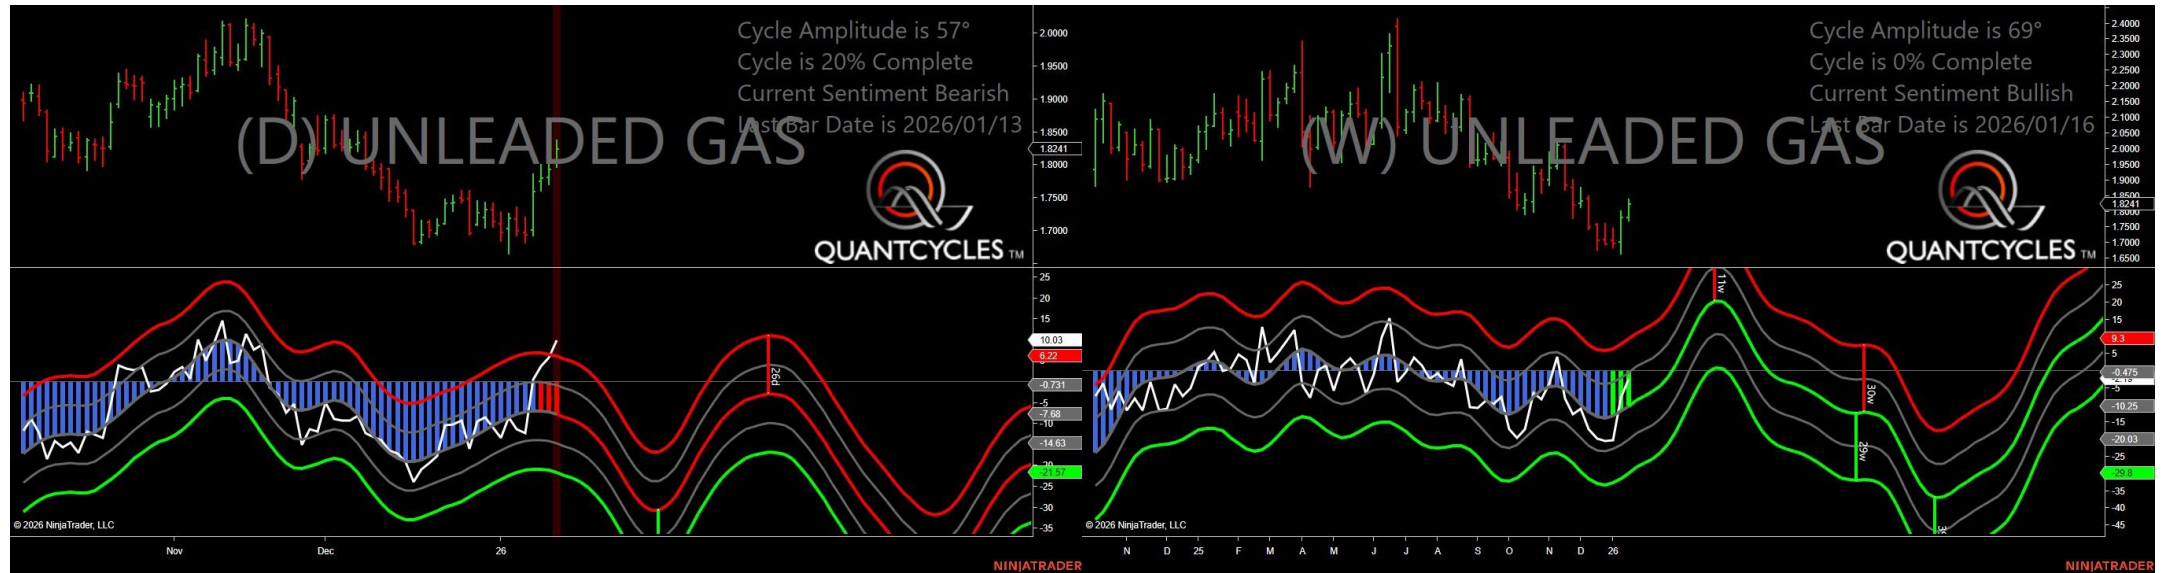 Cycle Amplitude is 57°
Cycle is 20% Complete
Current Sentiment Bearish
Last Bar Date is 2026/01/13
(D) UNLEADED GAS
QUANTCYCLES TM
2.0000
1.9500
1.9000
1.8500
1.8241
1.8000
1.7500
1.7000
25
20
15
10.03
6.22
-0.731
-5
-7.68
-10
-14.63
-20
-21.57
-25
-30
-35
26d
© 2026 NinjaTrader, LLC
Nov Dec 26
NINJATRADER
Cycle Amplitude is 69°
Cycle is 0% Complete
Current Sentiment Bullish
Last Bar Date is 2026/01/16
(W) UNLEADED GAS
QUANTCYCLES TM
2.4000
2.3500
2.3000
2.2500
2.2000
2.1500
2.1000
2.0500
2.0000
1.9500
1.9000
1.8500
1.8241
1.8000
1.7500
1.7000
1.6500
25
20
15
9.3
5
-0.475
-5
-10.25
-15
-20.03
-25
-29.8
-35
-40
-45
11w
30w
29w
© 2026 NinjaTrader, LLC
N D 25 F M A M J J A S O N D 26
NINJATRADER